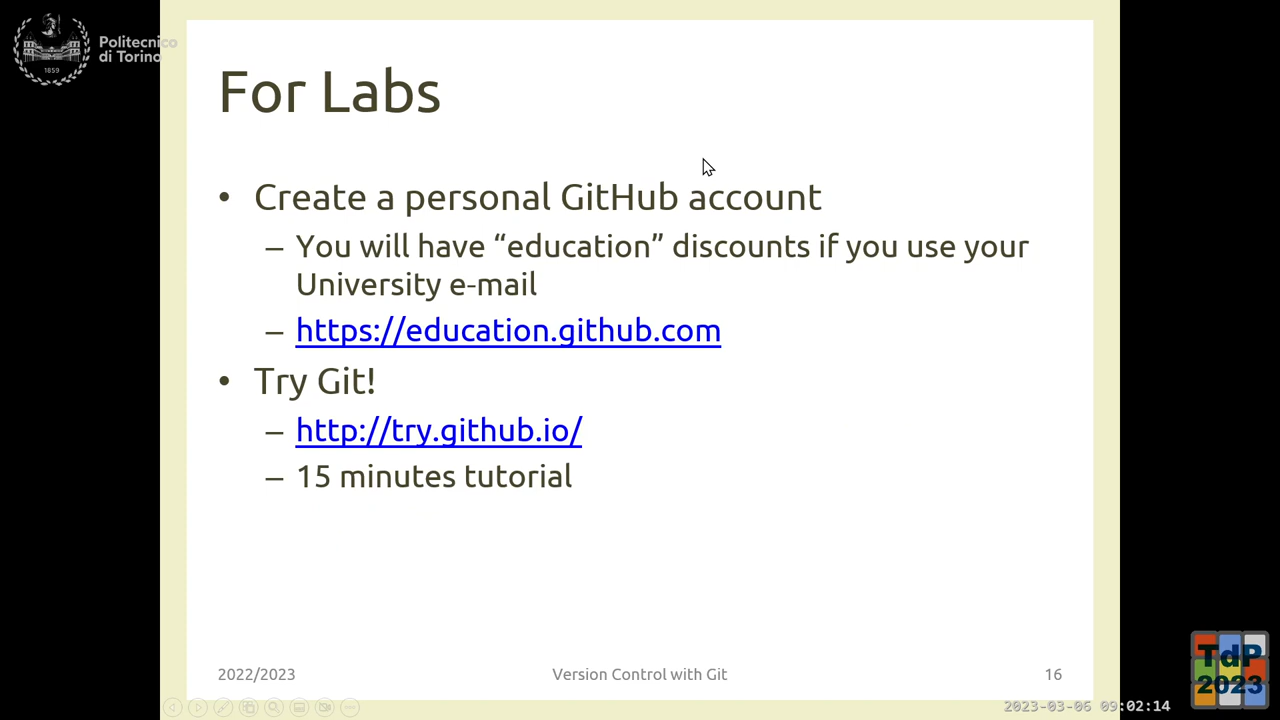 Politecnico
di Torino
1859
For Labs
• Create a personal GitHub account
– You will have “education” discounts if you use your
University e-mail
– https://education.github.com
• Try Git!
– http://try.github.io/
– 15 minutes tutorial
2022/2023
Version Control with Git
16
TdP
2023
2023-03-06 09:02:14